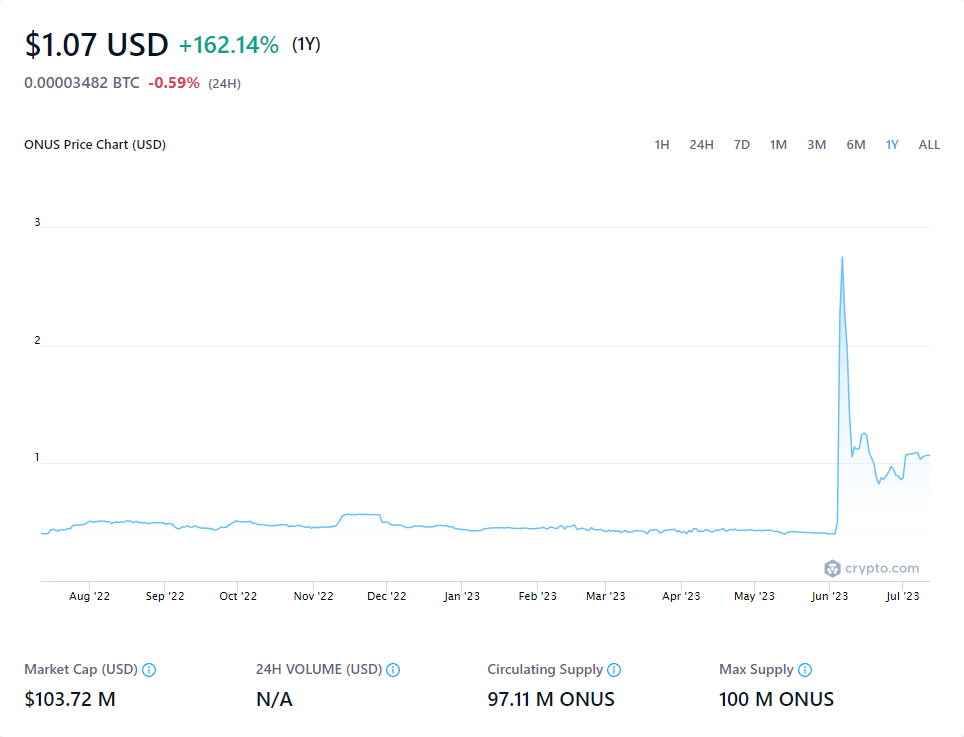 $1.07 USD +162.14% (1Y)
0.00003482 BTC -0.59% (24H)
ONUS Price Chart (USD) 1H 24H 7D 1M 3M 6M 1Y ALL
3
2
1
crypto.com
Aug '22 Sep '22 Oct '22 Nov '22 Dec '22 Jan '23 Feb '23 Mar '23 Apr '23 May '23 Jun '23 Jul '23
Market Cap (USD) 24H VOLUME (USD) Circulating Supply Max Supply
$103.72 M N/A 97.11 M ONUS 100 M ONUS